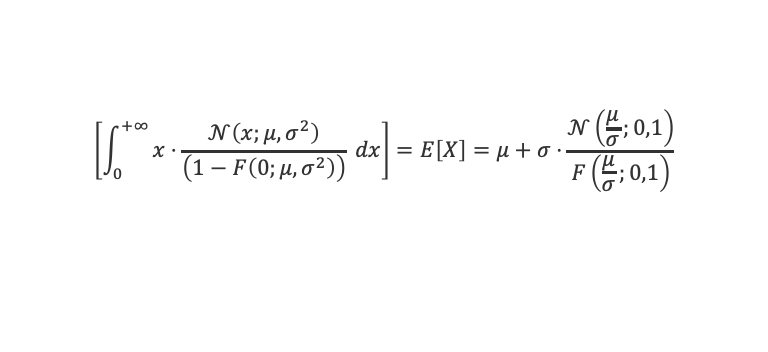 [∫₀⁺∞ x · 𝒩(x; μ, σ²) / (1 − F(0; μ, σ²)) dx] = E[X] = μ + σ · 𝒩(μ/σ; 0,1) / F(μ/σ; 0,1)